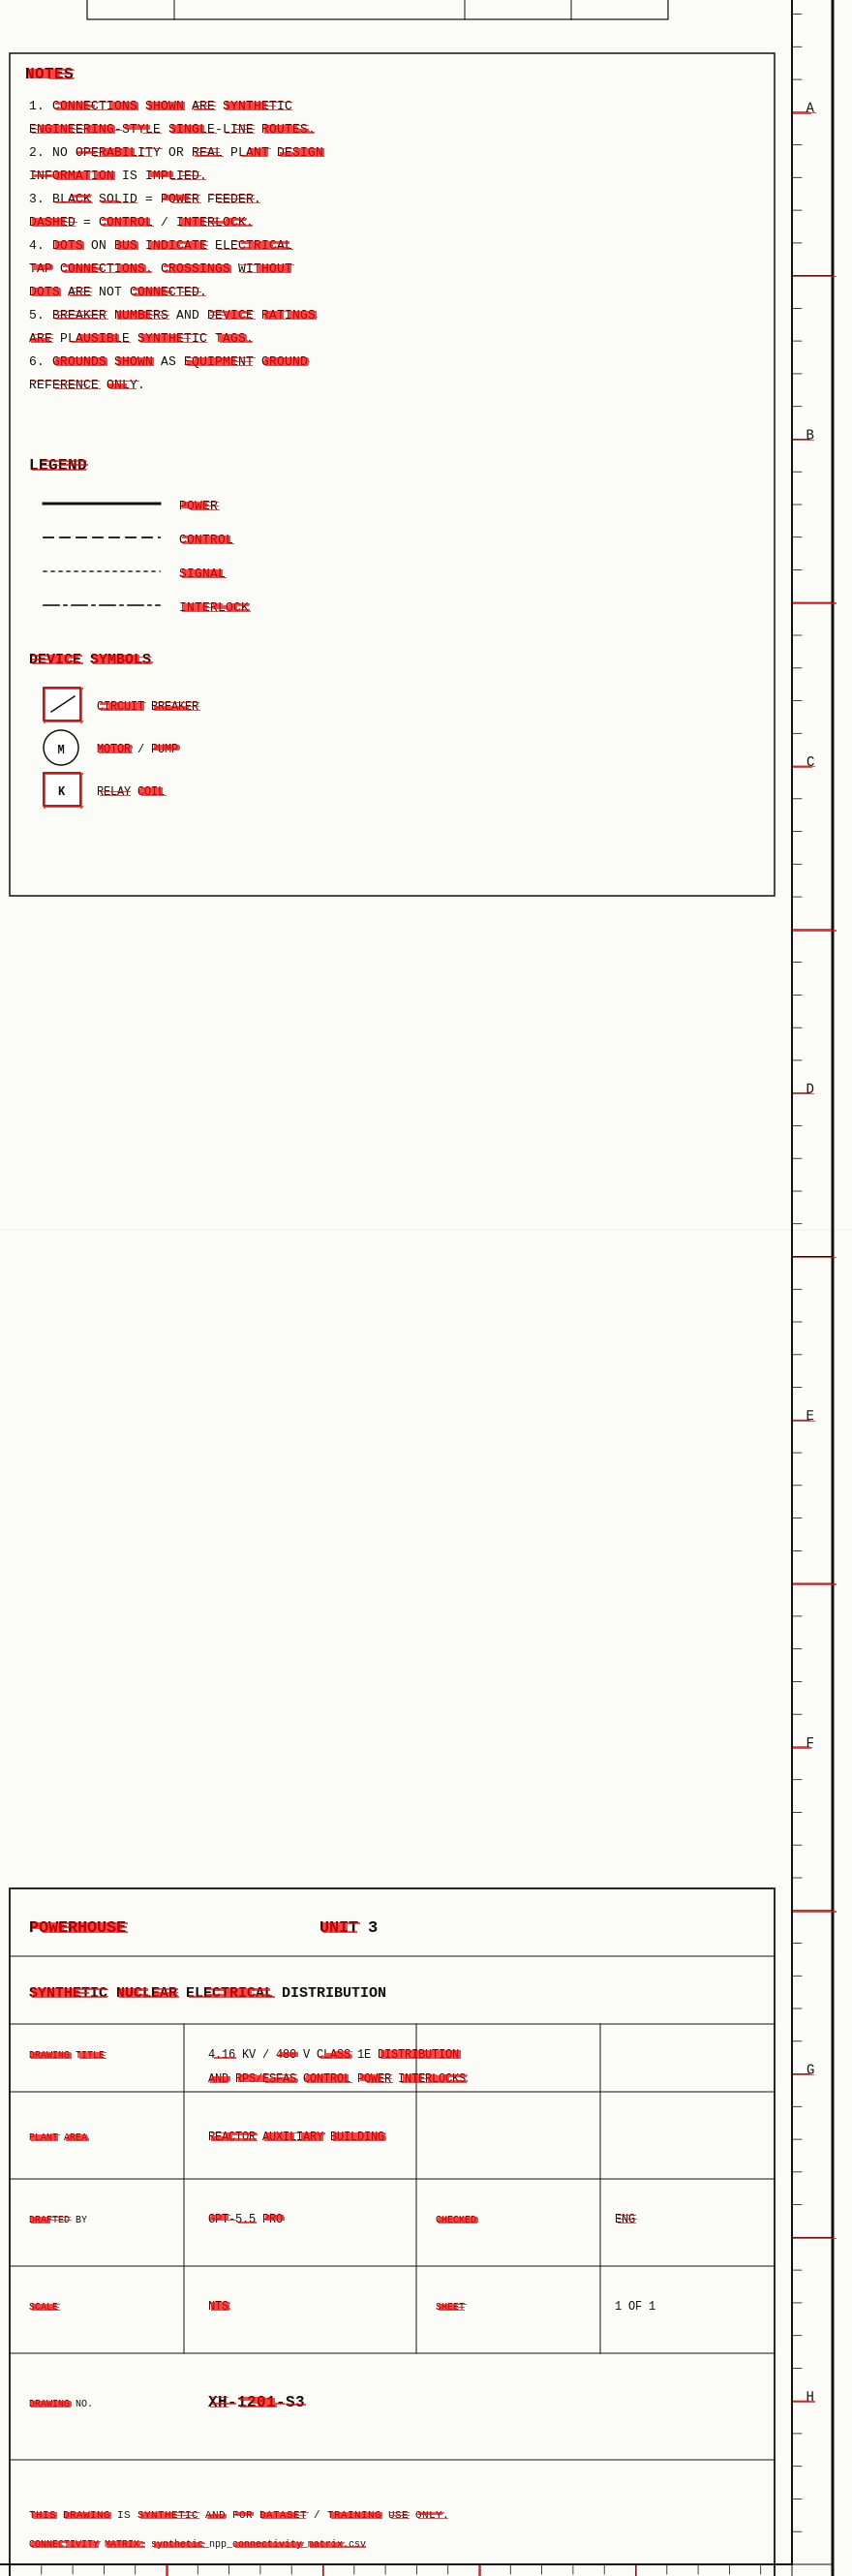 NOTES
1. CONNECTIONS SHOWN ARE SYNTHETIC
ENGINEERING-STYLE SINGLE-LINE ROUTES.
2. NO OPERABILITY OR REAL PLANT DESIGN
INFORMATION IS IMPLIED.
3. BLACK SOLID = POWER FEEDER.
DASHED = CONTROL / INTERLOCK.
4. DOTS ON BUS INDICATE ELECTRICAL
TAP CONNECTIONS. CROSSINGS WITHOUT
DOTS ARE NOT CONNECTED.
5. BREAKER NUMBERS AND DEVICE RATINGS
ARE PLAUSIBLE SYNTHETIC TAGS.
6. GROUNDS SHOWN AS EQUIPMENT GROUND
REFERENCE ONLY.
LEGEND
POWER
CONTROL
SIGNAL
INTERLOCK
DEVICE SYMBOLS
CIRCUIT BREAKER
M MOTOR / PUMP
K RELAY COIL
A
B
C
D
E
F
G
H
POWERHOUSE UNIT 3
SYNTHETIC NUCLEAR ELECTRICAL DISTRIBUTION
DRAWING TITLE 4.16 KV / 480 V CLASS 1E DISTRIBUTION
AND RPS/ESFAS CONTROL POWER INTERLOCKS
PLANT AREA REACTOR AUXILIARY BUILDING
DRAFTED BY GPT-5.5 PRO CHECKED ENG
SCALE NTS SHEET 1 OF 1
DRAWING NO. XH-1201-S3
THIS DRAWING IS SYNTHETIC AND FOR DATASET / TRAINING USE ONLY.
CONNECTIVITY MATRIX: synthetic_npp_connectivity_matrix.csv